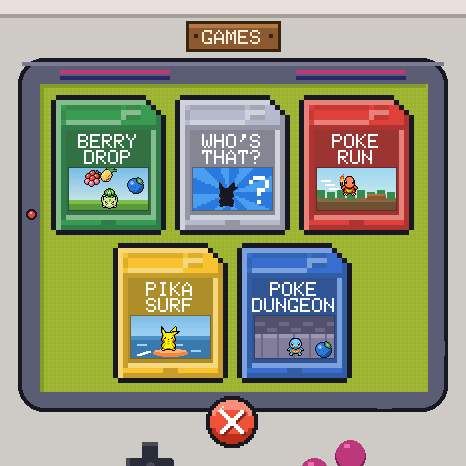 GAMES
BERRY
DROP
WHO'S
THAT?
?
POKE
RUN
PIKA
SURF
POKE
DUNGEON